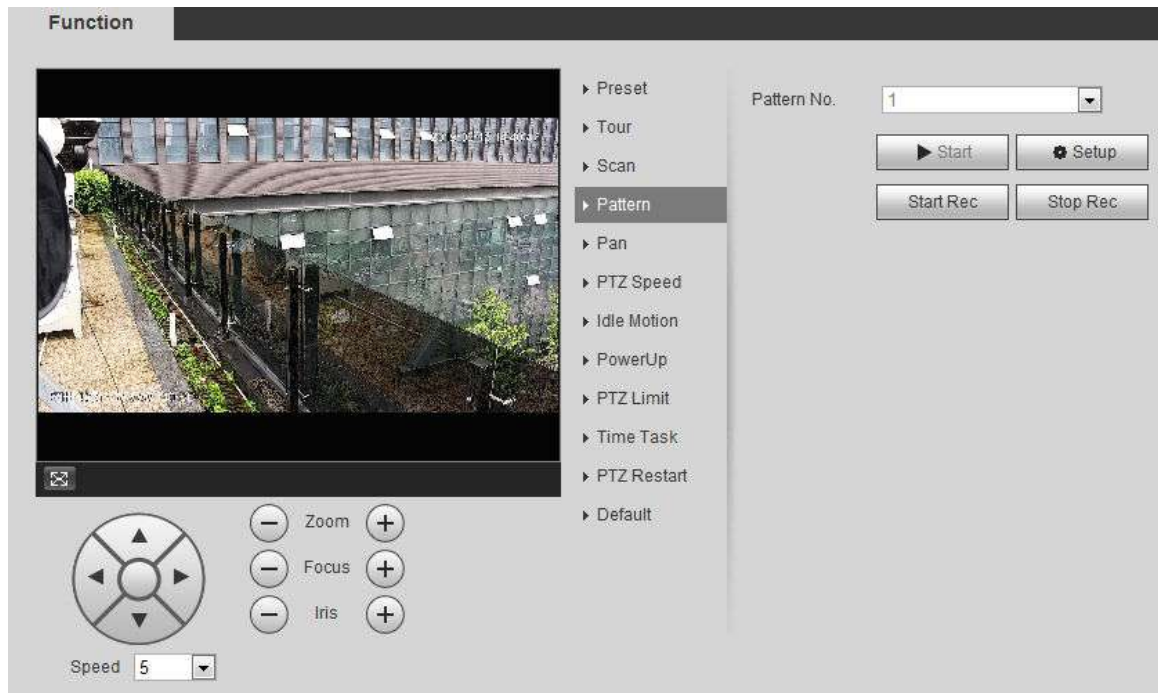 Function
Preset
Tour
Scan
Pattern
Pan
PTZ Speed
Idle Motion
PowerUp
PTZ Limit
Time Task
PTZ Restart
Default
Pattern No. 1
Start Setup
Start Rec Stop Rec
Zoom
Focus
Iris
Speed 5